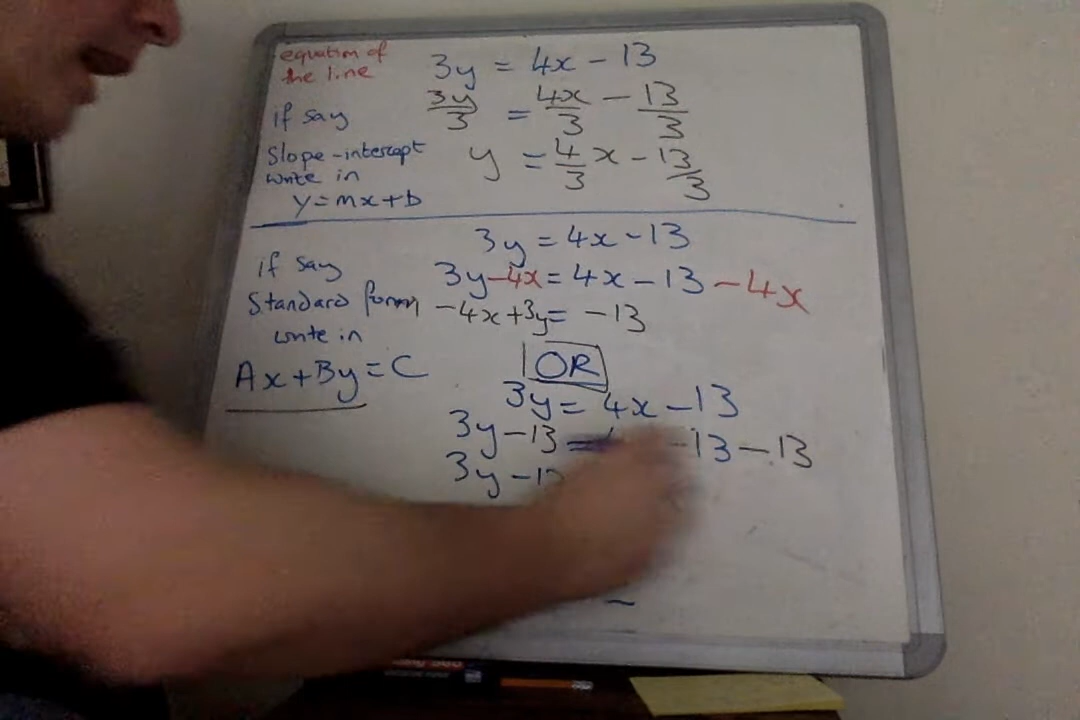 equation of
the line
3y = 4x - 13
if say
3y/3 = 4x/3 - 13/3
Slope-intercept
write in
y = mx+b
y = 4/3 x - 13/3
3y = 4x - 13
if say
Standard form
write in
Ax + By = C
3y - 4x = 4x - 13 - 4x
-4x + 3y = -13
OR
3y = 4x - 13
3y - 13 = - 13 - 13
3y -